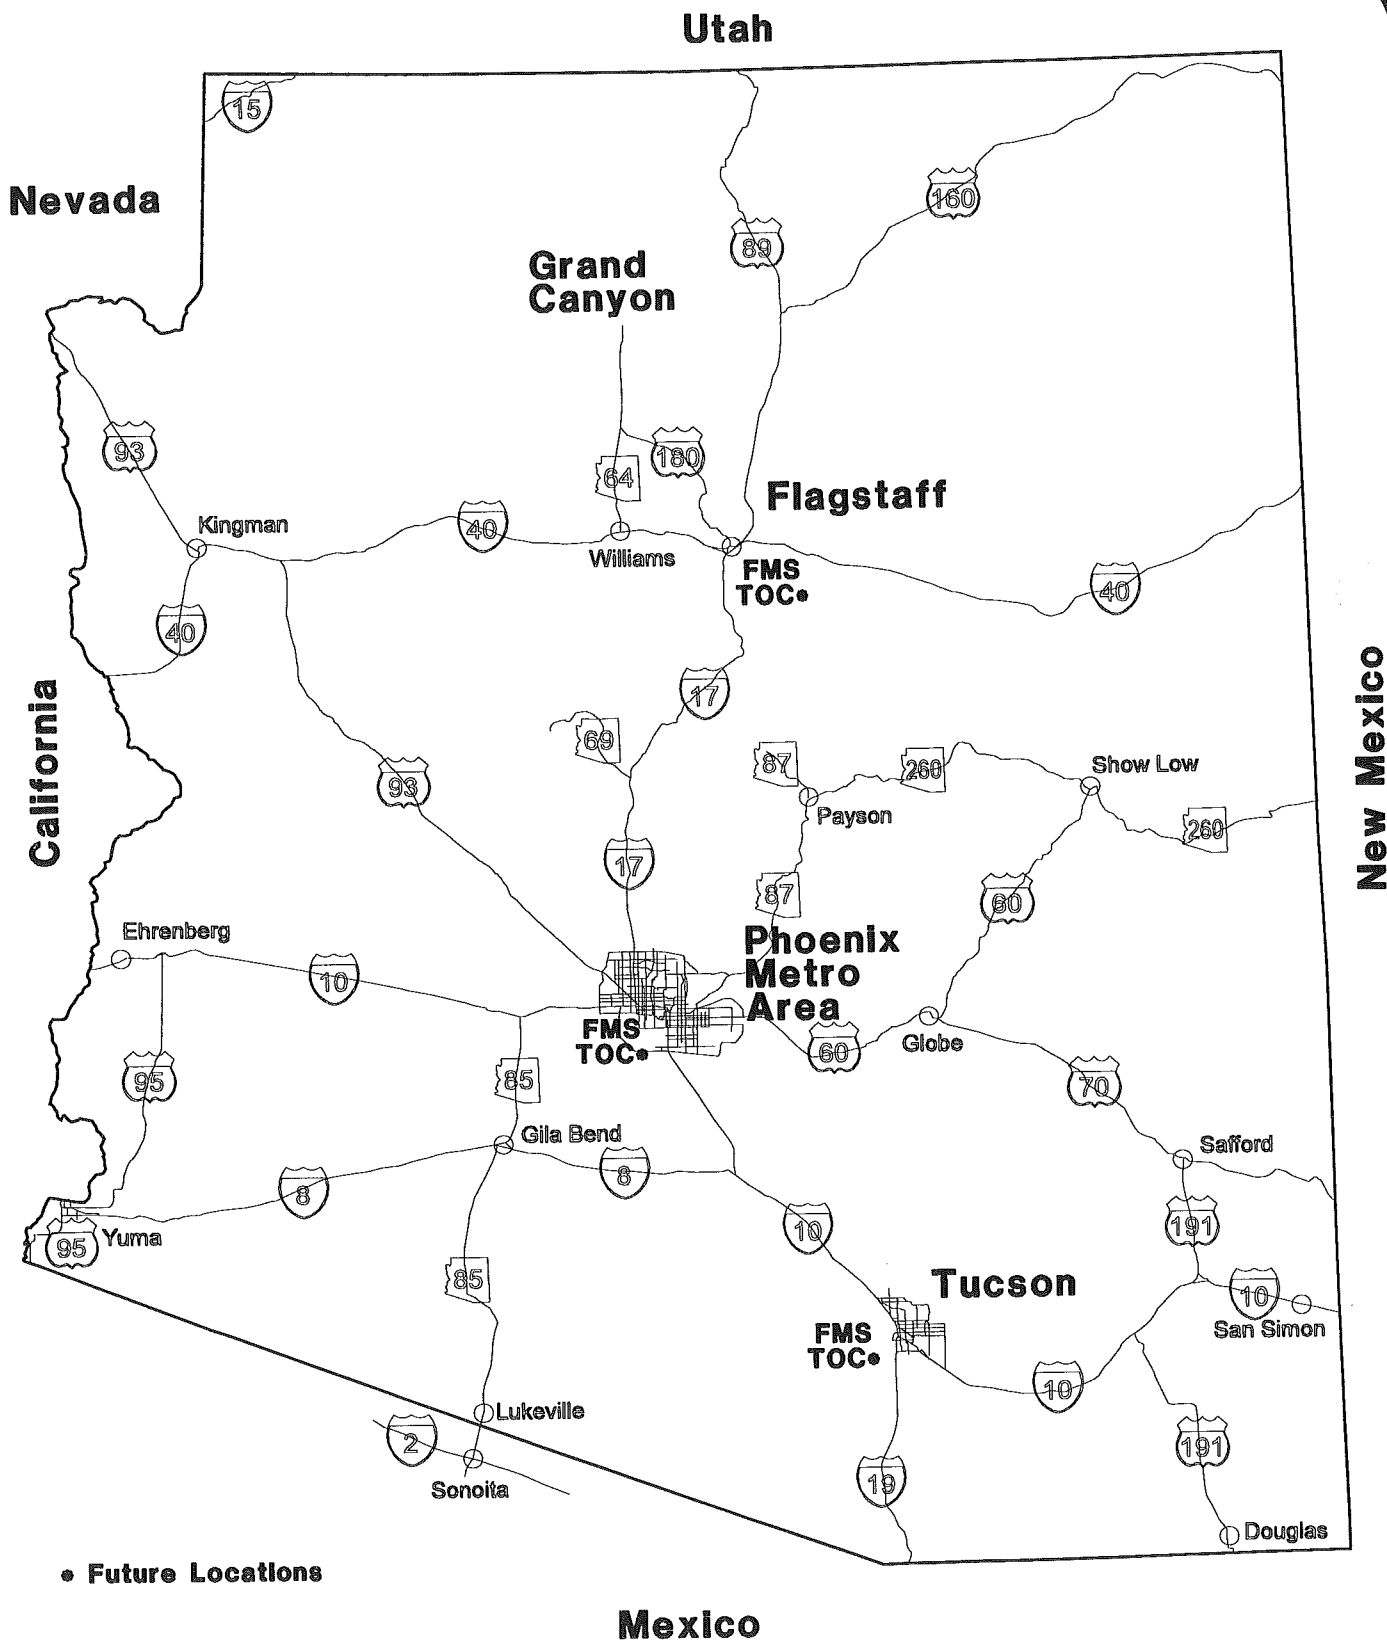 Utah
15
Nevada
160
89
Grand
Canyon
93
180
64
Flagstaff
Kingman
40
Williams
FMS
TOC•
40
40
California
17
New Mexico
69
87
260
Show Low
93
Payson
260
17
87
60
Ehrenberg
Phoenix
Metro
Area
10
FMS
TOC•
60
Globe
95
85
70
Gila Bend
Safford
8
8
95
Yuma
10
191
85
Tucson
10
San Simon
FMS
TOC•
10
Lukeville
2
191
Sonoita
19
Douglas
• Future Locations
Mexico